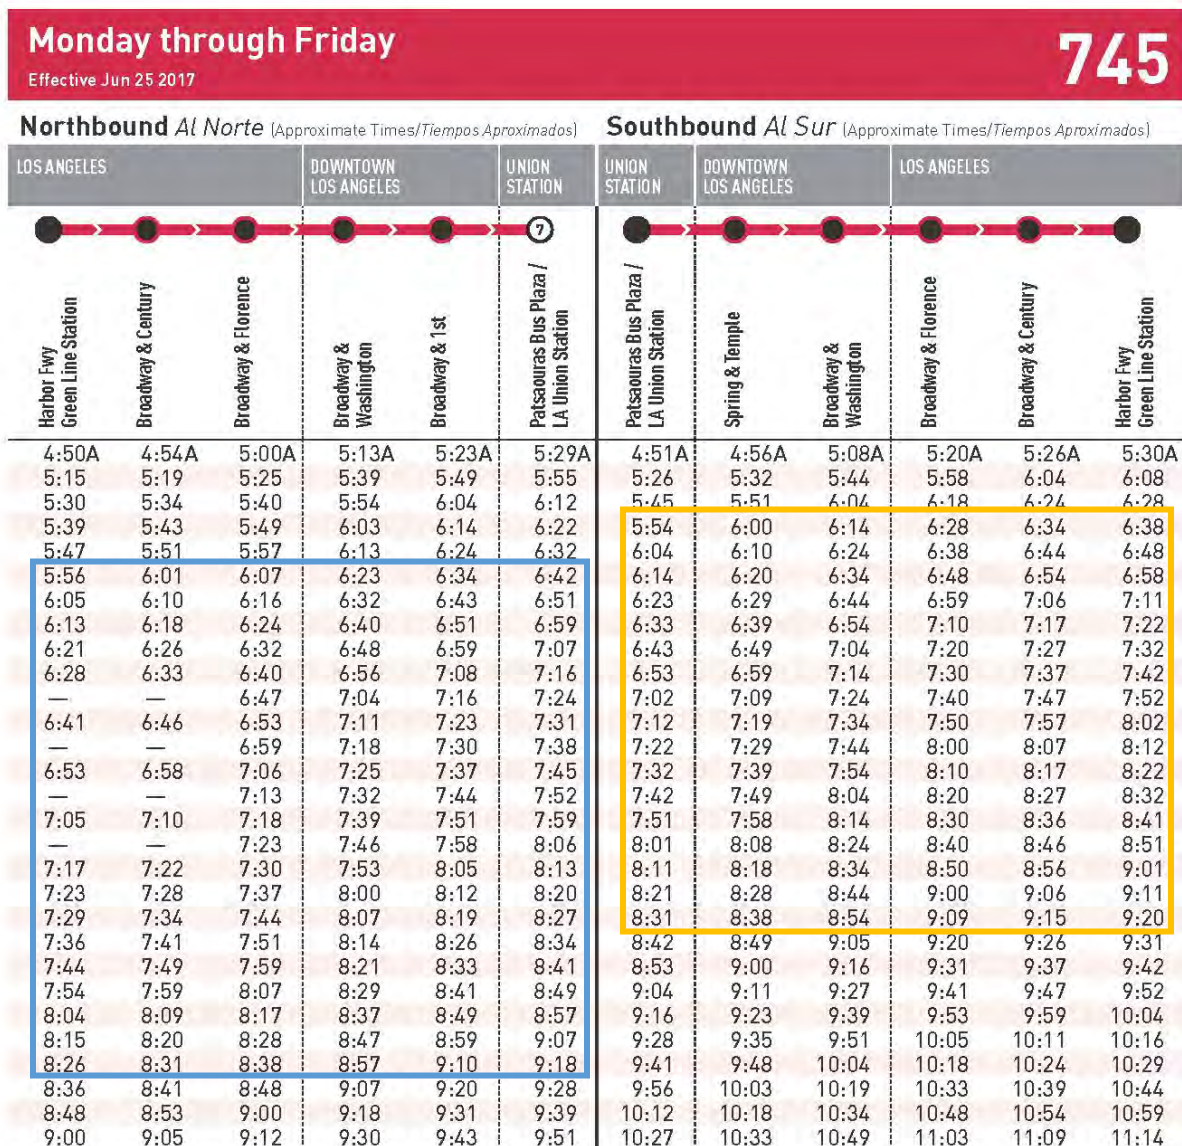 Monday through Friday
745
Effective Jun 25 2017
Northbound Al Norte (Approximate Times/Tiempos Aproximados)
Southbound Al Sur (Approximate Times/Tiempos Aproximados)
LOS ANGELES
DOWNTOWN LOS ANGELES
UNION STATION
UNION STATION
DOWNTOWN LOS ANGELES
LOS ANGELES
7
Harbor Fwy Green Line Station
Broadway & Century
Broadway & Florence
Broadway & Washington
Broadway & 1st
Patsaouras Bus Plaza / LA Union Station
Patsaouras Bus Plaza / LA Union Station
Spring & Temple
Broadway & Washington
Broadway & Florence
Broadway & Century
Harbor Fwy Green Line Station
4:50A 4:54A 5:00A 5:13A 5:23A 5:29A 4:51A 4:56A 5:08A 5:20A 5:26A 5:30A
5:15 5:19 5:25 5:39 5:49 5:55 5:26 5:32 5:44 5:58 6:04 6:08
5:30 5:34 5:40 5:54 6:04 6:12 5:45 5:51 6:04 6:18 6:24 6:28
5:39 5:43 5:49 6:03 6:14 6:22 5:54 6:00 6:14 6:28 6:34 6:38
5:47 5:51 5:57 6:13 6:24 6:32 6:04 6:10 6:24 6:38 6:44 6:48
5:56 6:01 6:07 6:23 6:34 6:42 6:14 6:20 6:34 6:48 6:54 6:58
6:05 6:10 6:16 6:32 6:43 6:51 6:23 6:29 6:44 6:59 7:06 7:11
6:13 6:18 6:24 6:40 6:51 6:59 6:33 6:39 6:54 7:10 7:17 7:22
6:21 6:26 6:32 6:48 6:59 7:07 6:43 6:49 7:04 7:20 7:27 7:32
6:28 6:33 6:40 6:56 7:08 7:16 6:53 6:59 7:14 7:30 7:37 7:42
— — 6:47 7:04 7:16 7:24 7:02 7:09 7:24 7:40 7:47 7:52
6:41 6:46 6:53 7:11 7:23 7:31 7:12 7:19 7:34 7:50 7:57 8:02
— — 6:59 7:18 7:30 7:38 7:22 7:29 7:44 8:00 8:07 8:12
6:53 6:58 7:06 7:25 7:37 7:45 7:32 7:39 7:54 8:10 8:17 8:22
— — 7:13 7:32 7:44 7:52 7:42 7:49 8:04 8:20 8:27 8:32
7:05 7:10 7:18 7:39 7:51 7:59 7:51 7:58 8:14 8:30 8:36 8:41
— — 7:23 7:46 7:58 8:06 8:01 8:08 8:24 8:40 8:46 8:51
7:17 7:22 7:30 7:53 8:05 8:13 8:11 8:18 8:34 8:50 8:56 9:01
7:23 7:28 7:37 8:00 8:12 8:20 8:21 8:28 8:44 9:00 9:06 9:11
7:29 7:34 7:44 8:07 8:19 8:27 8:31 8:38 8:54 9:09 9:15 9:20
7:36 7:41 7:51 8:14 8:26 8:34 8:42 8:49 9:05 9:20 9:26 9:31
7:44 7:49 7:59 8:21 8:33 8:41 8:53 9:00 9:16 9:31 9:37 9:42
7:54 7:59 8:07 8:29 8:41 8:49 9:04 9:11 9:27 9:41 9:47 9:52
8:04 8:09 8:17 8:37 8:49 8:57 9:16 9:23 9:39 9:53 9:59 10:04
8:15 8:20 8:28 8:47 8:59 9:07 9:28 9:35 9:51 10:05 10:11 10:16
8:26 8:31 8:38 8:57 9:10 9:18 9:41 9:48 10:04 10:18 10:24 10:29
8:36 8:41 8:48 9:07 9:20 9:28 9:56 10:03 10:19 10:33 10:39 10:44
8:48 8:53 9:00 9:18 9:31 9:39 10:12 10:18 10:34 10:48 10:54 10:59
9:00 9:05 9:12 9:30 9:43 9:51 10:27 10:33 10:49 11:03 11:09 11:14